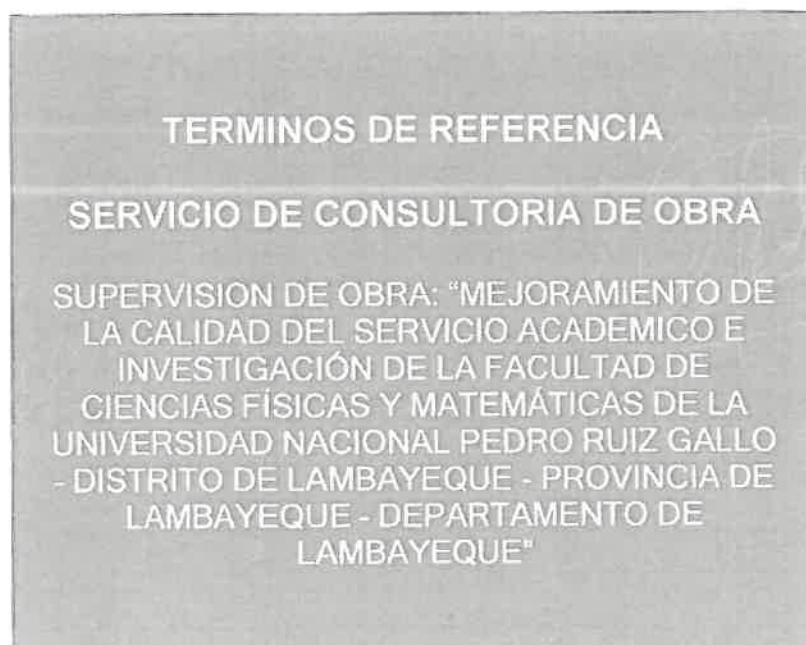 TERMINOS DE REFERENCIA
SERVICIO DE CONSULTORIA DE OBRA
SUPERVISION DE OBRA: “MEJORAMIENTO DE
LA CALIDAD DEL SERVICIO ACADEMICO E
INVESTIGACIÓN DE LA FACULTAD DE
CIENCIAS FÍSICAS Y MATEMÁTICAS DE LA
UNIVERSIDAD NACIONAL PEDRO RUIZ GALLO
- DISTRITO DE LAMBAYEQUE - PROVINCIA DE
LAMBAYEQUE - DEPARTAMENTO DE
LAMBAYEQUE"